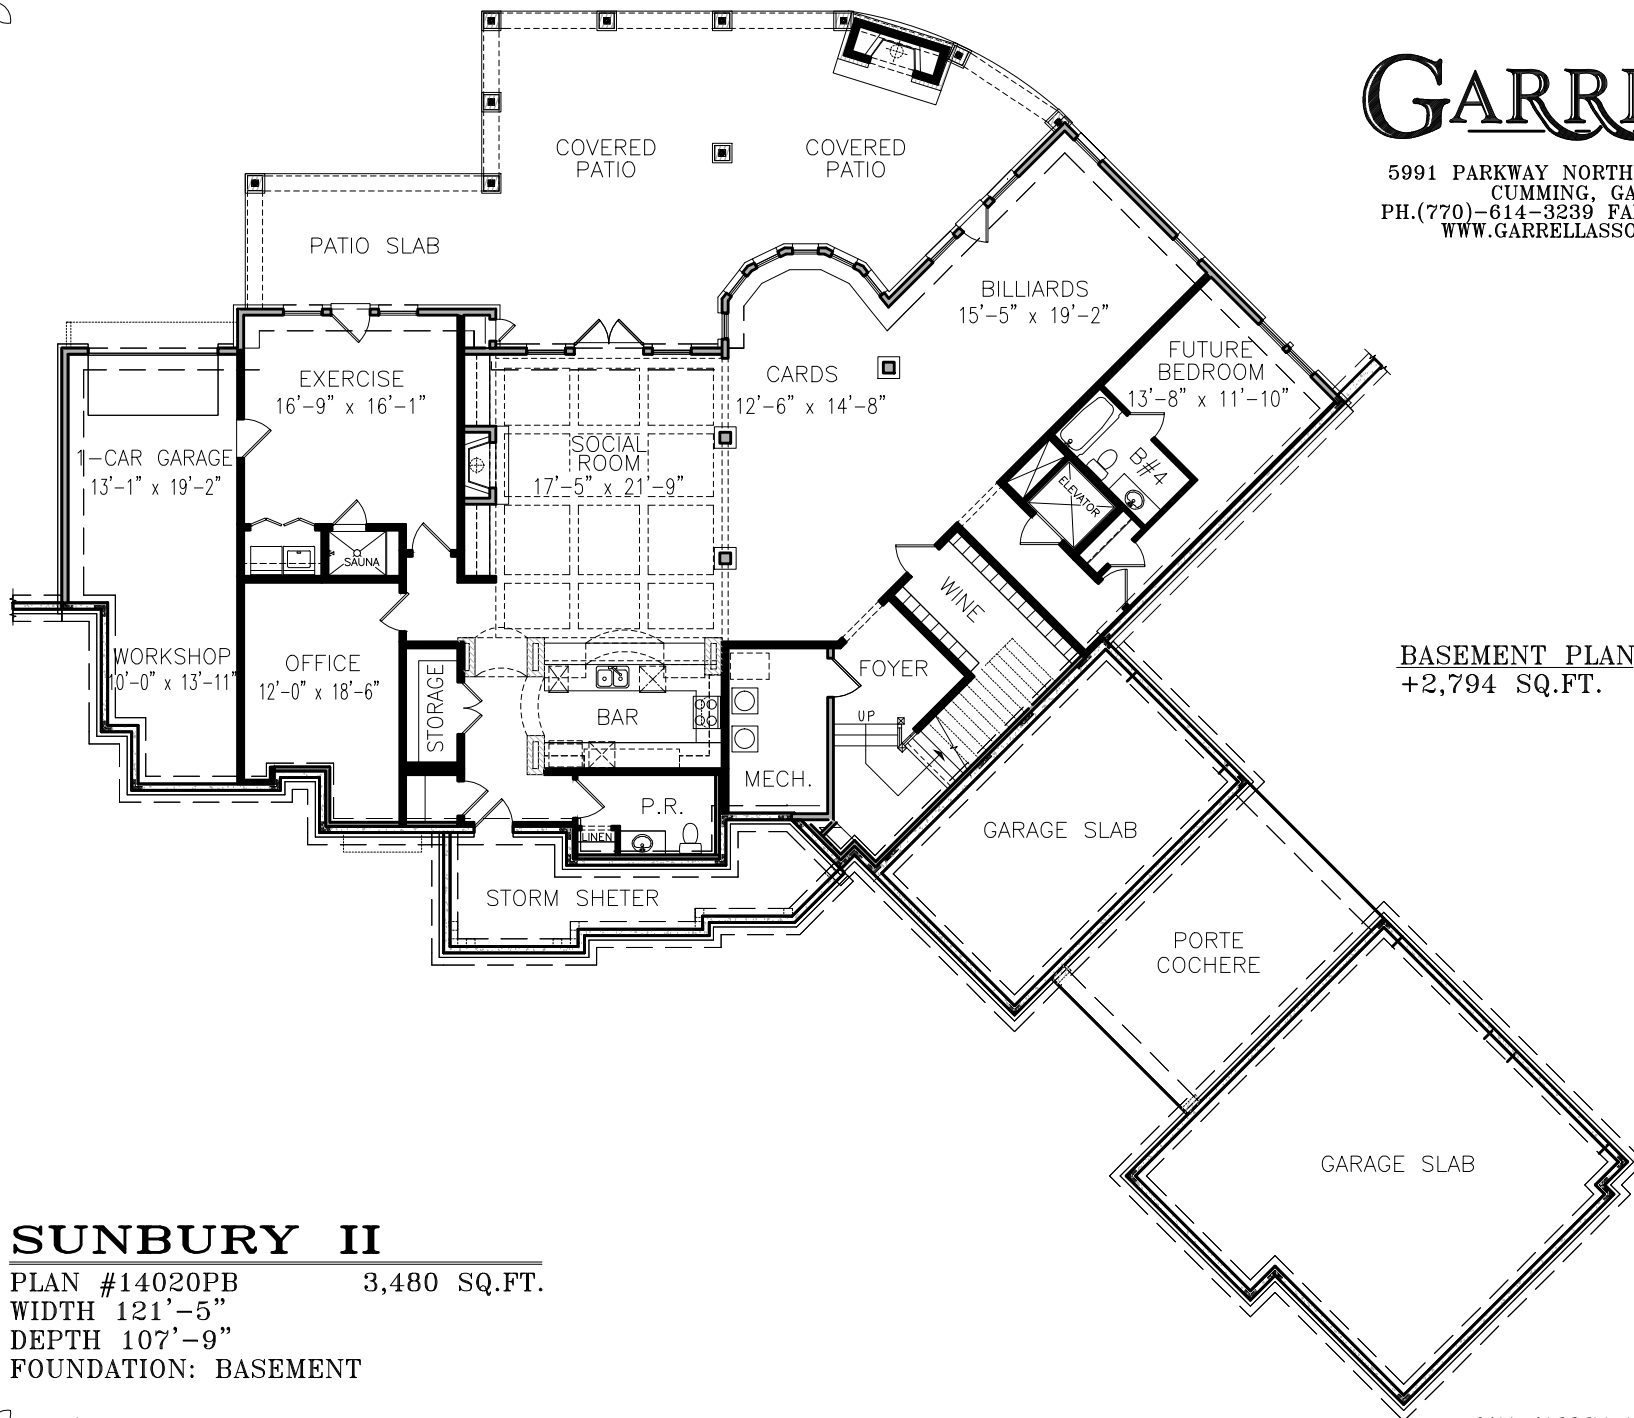 GARR
5991 PARKWAY NORTH
CUMMING, GA
PH.(770)-614-3239 FA
WWW.GARRELLASSO
COVERED
PATIO
COVERED
PATIO
PATIO SLAB
BILLIARDS
15'-5" x 19'-2"
FUTURE
BEDROOM
13'-8" x 11'-10"
EXERCISE
16'-9" x 16'-1"
CARDS
12'-6" x 14'-8"
1-CAR GARAGE
13'-1" x 19'-2"
SOCIAL
ROOM
17'-5" x 21'-9"
B#4
ELEVATOR
SAUNA
WINE
WORKSHOP
10'-0" x 13'-11"
OFFICE
12'-0" x 18'-6"
STORAGE
BAR
FOYER
UP
MECH.
P.R.
LINEN
STORM SHETER
BASEMENT PLAN
+2,794 SQ.FT.
GARAGE SLAB
PORTE
COCHERE
GARAGE SLAB
SUNBURY II
PLAN #14020PB 3,480 SQ.FT.
WIDTH 121'-5"
DEPTH 107'-9"
FOUNDATION: BASEMENT